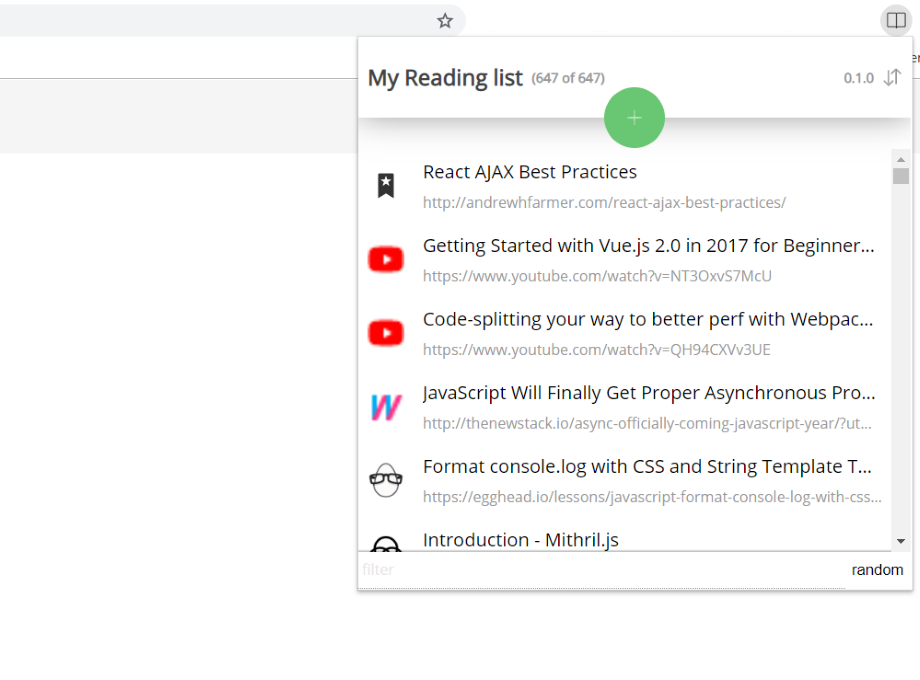 My Reading list (647 of 647) 0.1.0
+
React AJAX Best Practices
http://andrewhfarmer.com/react-ajax-best-practices/
Getting Started with Vue.js 2.0 in 2017 for Beginner...
https://www.youtube.com/watch?v=NT3OxvS7McU
Code-splitting your way to better perf with Webpac...
https://www.youtube.com/watch?v=QH94CXVv3UE
JavaScript Will Finally Get Proper Asynchronous Pro...
http://thenewstack.io/async-officially-coming-javascript-year/?ut...
Format console.log with CSS and String Template T...
https://egghead.io/lessons/javascript-format-console-log-with-css...
Introduction - Mithril.js
filter random